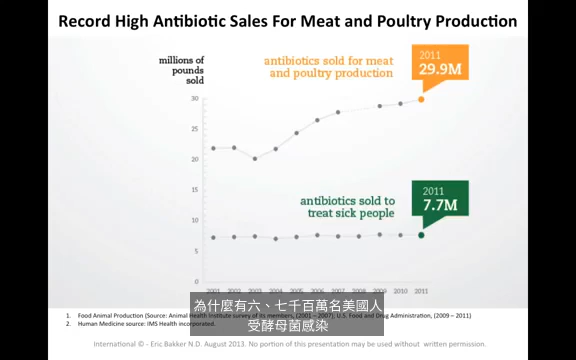 Record High Antibiotic Sales For Meat and Poultry Production
millions of
pounds
sold
antibiotics sold for meat
and poultry production
2011
29.9M
30
25
20
15
10
5
0
antibiotics sold to
treat sick people
2011
7.7M
2001 2002 2003 2004 2005 2006 2007 2008 2009 2010 2011
為什麼有六、七千百萬名美國人
受酵母菌感染
1. Food Animal Production (Source: Animal Health Institute survey of its members, (2001 – 2007); U.S. Food and Drug Administration, (2009 – 2011)
2. Human Medicine source: IMS Health incorporated.
International © - Eric Bakker N.D. August 2013. No portion of this presentation may be used without written permission.